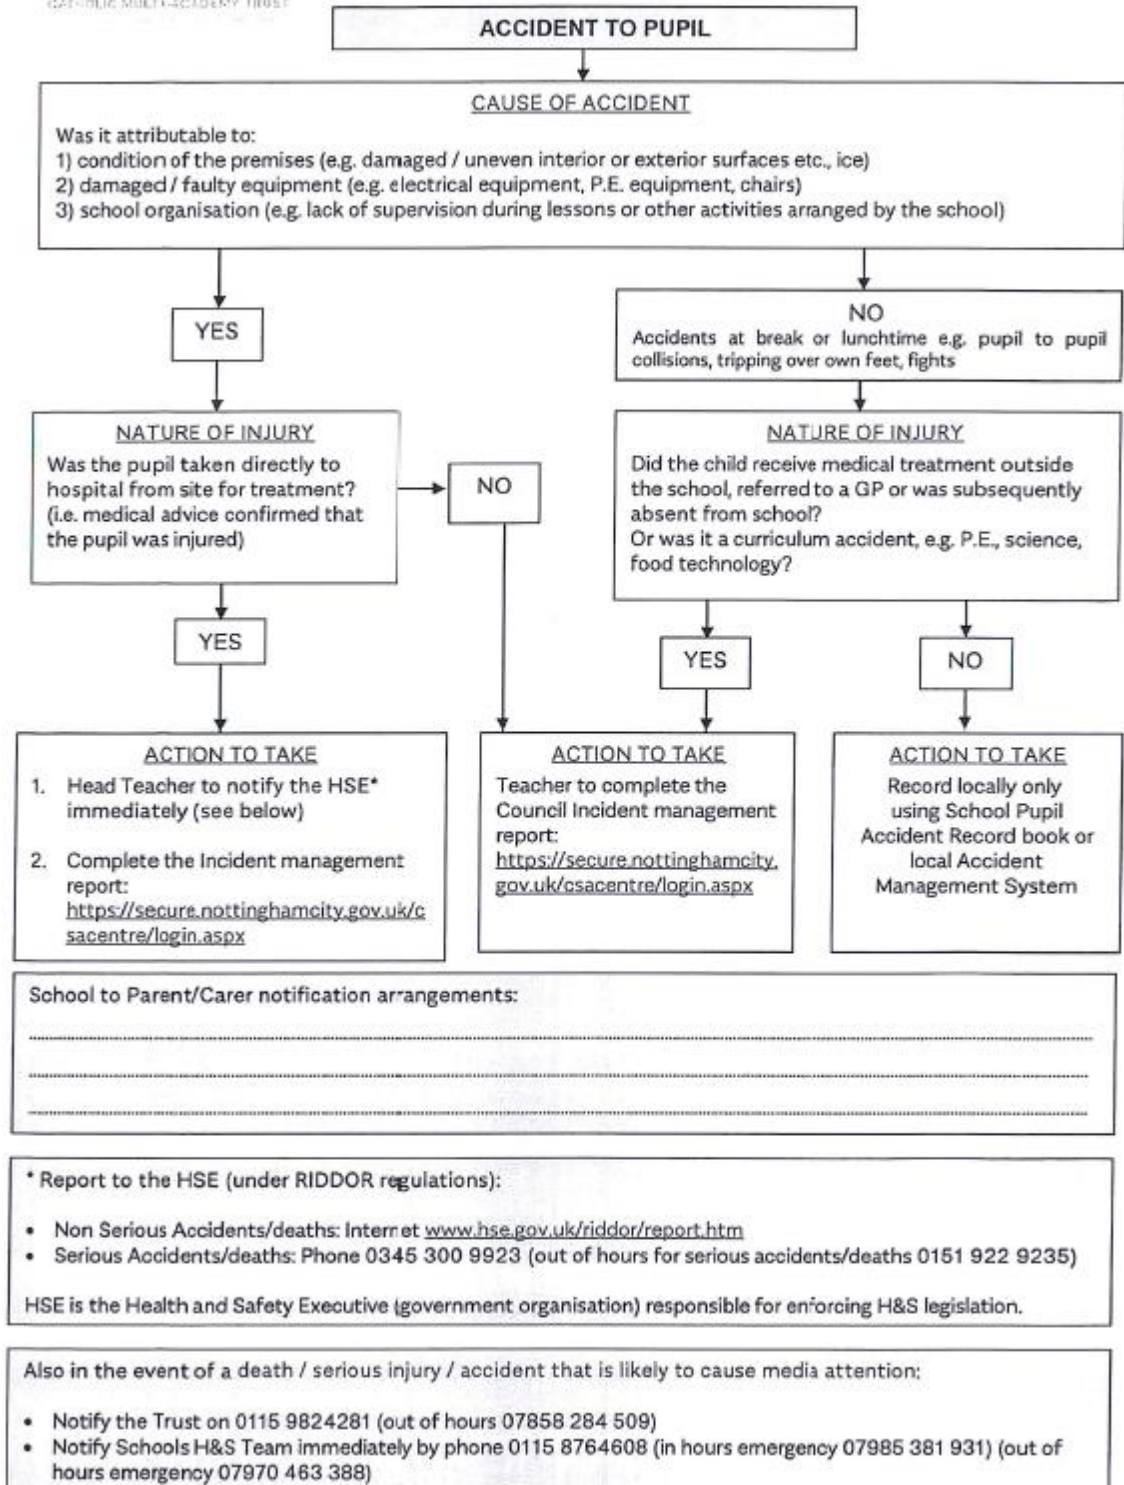 CATHOLIC MULTI-ACADEMY TRUST
ACCIDENT TO PUPIL
CAUSE OF ACCIDENT
Was it attributable to:
1) condition of the premises (e.g. damaged / uneven interior or exterior surfaces etc., ice)
2) damaged / faulty equipment (e.g. electrical equipment, P.E. equipment, chairs)
3) school organisation (e.g. lack of supervision during lessons or other activities arranged by the school)
YES
NO
Accidents at break or lunchtime e.g. pupil to pupil
collisions, tripping over own feet, fights
NATURE OF INJURY
Was the pupil taken directly to
hospital from site for treatment?
(i.e. medical advice confirmed that
the pupil was injured)
NO
NATURE OF INJURY
Did the child receive medical treatment outside
the school, referred to a GP or was subsequently
absent from school?
Or was it a curriculum accident, e.g. P.E., science,
food technology?
YES
YES
NO
ACTION TO TAKE
1. Head Teacher to notify the HSE*
immediately (see below)
2. Complete the Incident management
report:
https://secure.nottinghamcity.gov.uk/c
sacentre/login.aspx
ACTION TO TAKE
Teacher to complete the
Council Incident management
report:
https://secure.nottinghamcity.
gov.uk/csacentre/login.aspx
ACTION TO TAKE
Record locally only
using School Pupil
Accident Record book or
local Accident
Management System
School to Parent/Carer notification arrangements:
* Report to the HSE (under RIDDOR regulations):
• Non Serious Accidents/deaths: Internet www.hse.gov.uk/riddor/report.htm
• Serious Accidents/deaths: Phone 0345 300 9923 (out of hours for serious accidents/deaths 0151 922 9235)
HSE is the Health and Safety Executive (government organisation) responsible for enforcing H&S legislation.
Also in the event of a death / serious injury / accident that is likely to cause media attention:
• Notify the Trust on 0115 9824281 (out of hours 07858 284 509)
• Notify Schools H&S Team immediately by phone 0115 8764608 (in hours emergency 07985 381 931) (out of
hours emergency 07970 463 388)